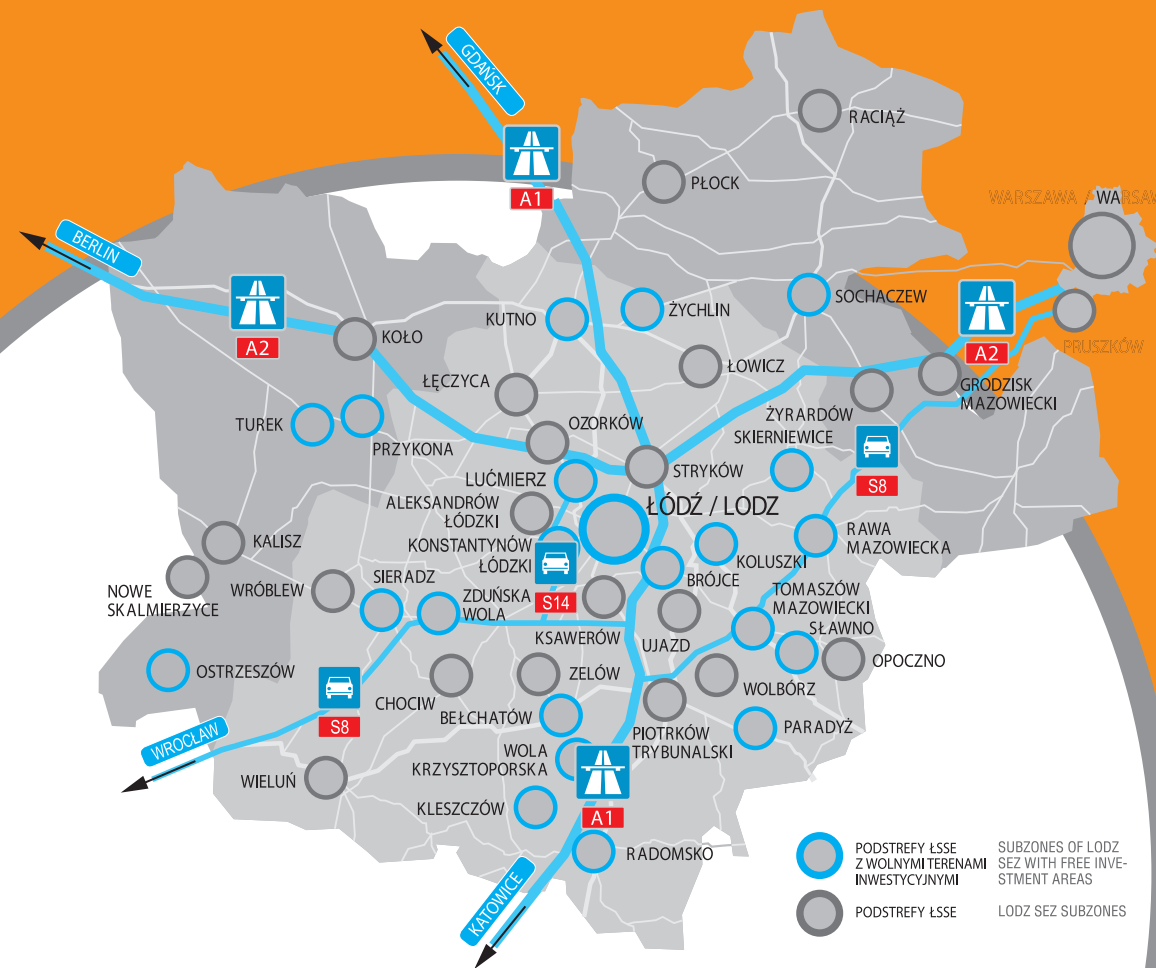 GDAŃSK
RACIĄŻ
PŁOCK
A1
WARSZAWA / WARSAW
BERLIN
SOCHACZEW
ŻYCHLIN
KUTNO
A2
KOŁO
A2
PRUSZKÓW
ŁOWICZ
ŁĘCZYCA
GRODZISK
MAZOWIECKI
ŻYRARDÓW
OZORKÓW
TUREK
PRZYKONA
SKIERNIEWICE
STRYKÓW
LUĆMIERZ
S8
ALEKSANDRÓW
ŁÓDZKI
ŁÓDŹ / LODZ
RAWA
MAZOWIECKA
KALISZ
KONSTANTYNÓW
ŁÓDZKI
KOLUSZKI
BRÓJCE
NOWE
SKALMIERZYCE
WRÓBLEW
SIERADZ
ZDUŃSKA
WOLA
S14
TOMASZÓW
MAZOWIECKI
SŁAWNO
KSAWERÓW
UJAZD
OPOCZNO
OSTRZESZÓW
ZELÓW
WOLBÓRZ
CHOCIW
BEŁCHATÓW
S8
PARADYŻ
PIOTRKÓW
TRYBUNALSKI
WROCŁAW
WOLA
KRZYSZTOPORSKA
WIELUŃ
KLESZCZÓW
A1
RADOMSKO
KATOWICE
PODSTREFY ŁSSE
Z WOLNYMI TERENAMI
INWESTYCYJNYMI
SUBZONES OF LODZ
SEZ WITH FREE INVE-
STMENT AREAS
PODSTREFY ŁSSE
LODZ SEZ SUBZONES